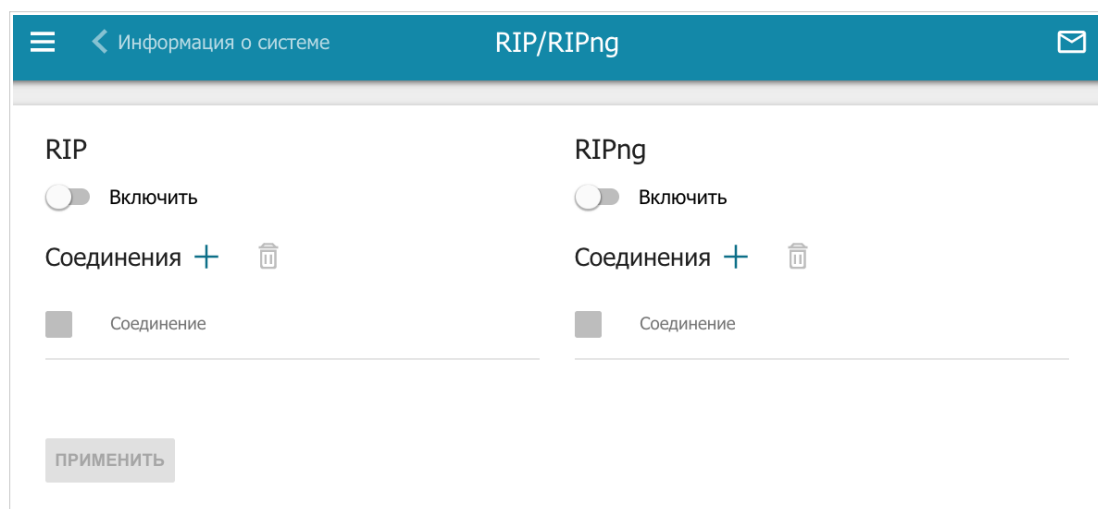 Информация о системе
RIP/RIPng
RIP
Включить
Соединения
Соединение
RIPng
Включить
Соединения
Соединение
ПРИМЕНИТЬ